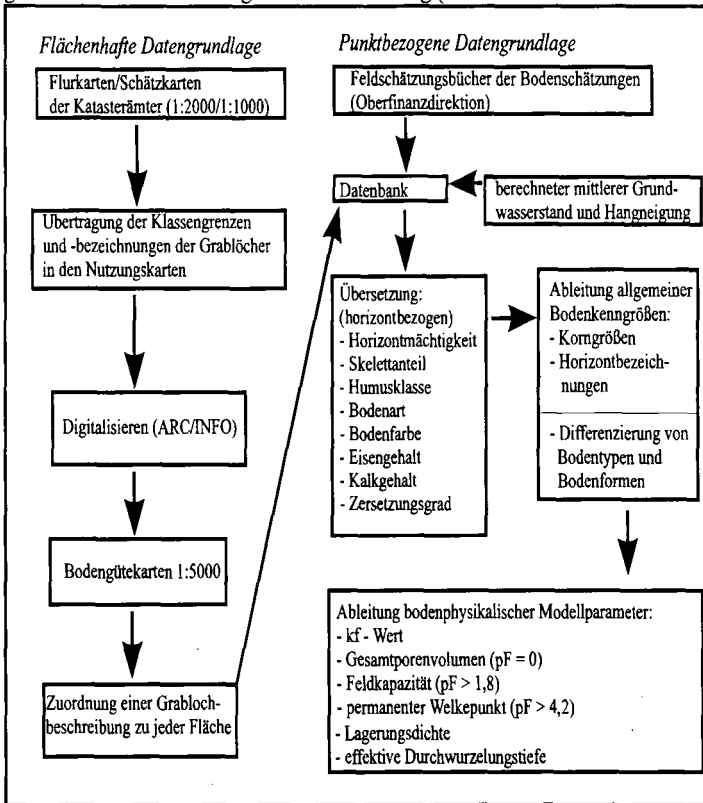 Flächenhafte Datengrundlage
Flurkarten/Schätzkarten
der Katasterämter (1:2000/1:1000)
Übertragung der Klassengrenzen
und -bezeichnungen der Grablöcher
in den Nutzungskarten
Digitalisieren (ARC/INFO)
Bodengütekarten 1:5000
Zuordnung einer Grabloch-
beschreibung zu jeder Fläche
Punktbezogene Datengrundlage
Feldschätzungsbücher der Bodenschätzungen
(Oberfinanzdirektion)
Datenbank
berechneter mittlerer Grund-
wasserstand und Hangneigung
Übersetzung:
(horizontbezogen)
- Horizontmächtigkeit
- Skelettanteil
- Humusklasse
- Bodenart
- Bodenfarbe
- Eisengehalt
- Kalkgehalt
- Zersetzungsgrad
Ableitung allgemeiner
Bodenkenngrößen:
- Korngrößen
- Horizontbezeich-
nungen
- Differenzierung von
Bodentypen und
Bodenformen
Ableitung bodenphysikalischer Modellparameter:
- kf - Wert
- Gesamtporenvolumen (pF = 0)
- Feldkapazität (pF > 1,8)
- permanenter Welkepunkt (pF > 4,2)
- Lagerungsdichte
- effektive Durchwurzelungstiefe